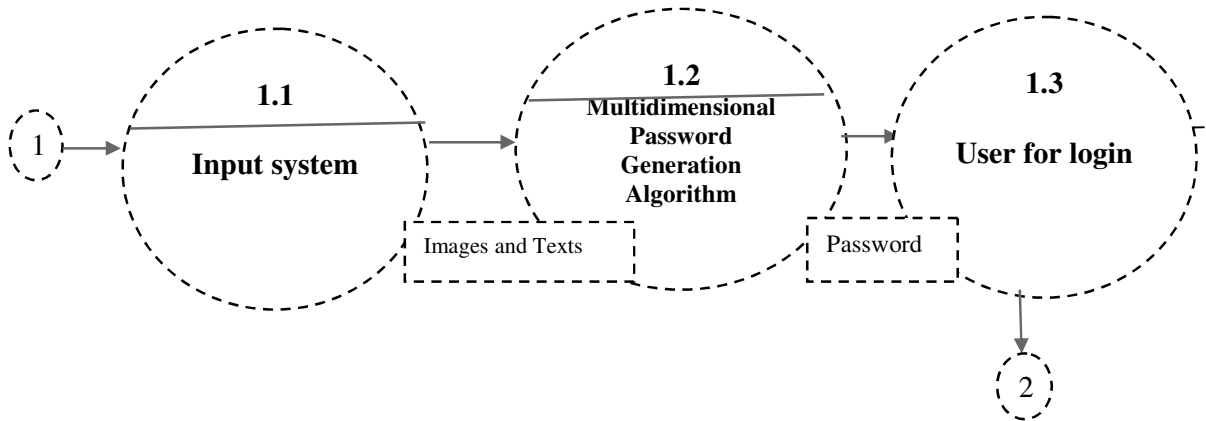 1
1.1
Input system
Images and Texts
1.2
Multidimensional
Password
Generation
Algorithm
Password
1.3
User for login
2